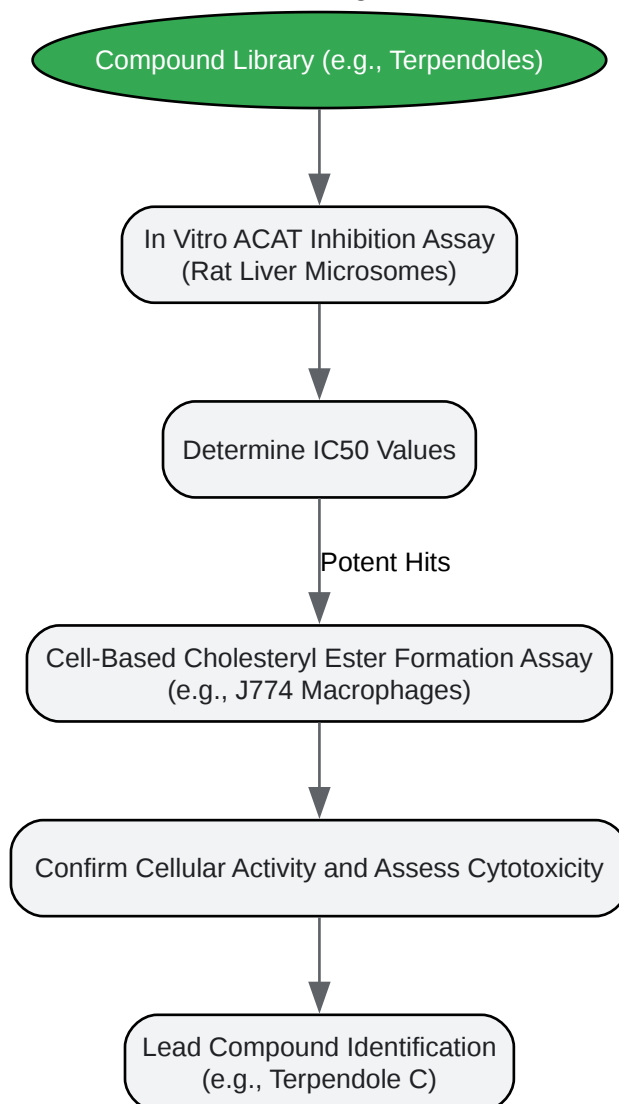 Compound Library (e.g., Terpendoles)
In Vitro ACAT Inhibition Assay
(Rat Liver Microsomes)
Determine IC50 Values
Potent Hits
Cell-Based Cholesteryl Ester Formation Assay
(e.g., J774 Macrophages)
Confirm Cellular Activity and Assess Cytotoxicity
Lead Compound Identification
(e.g., Terpendole C)